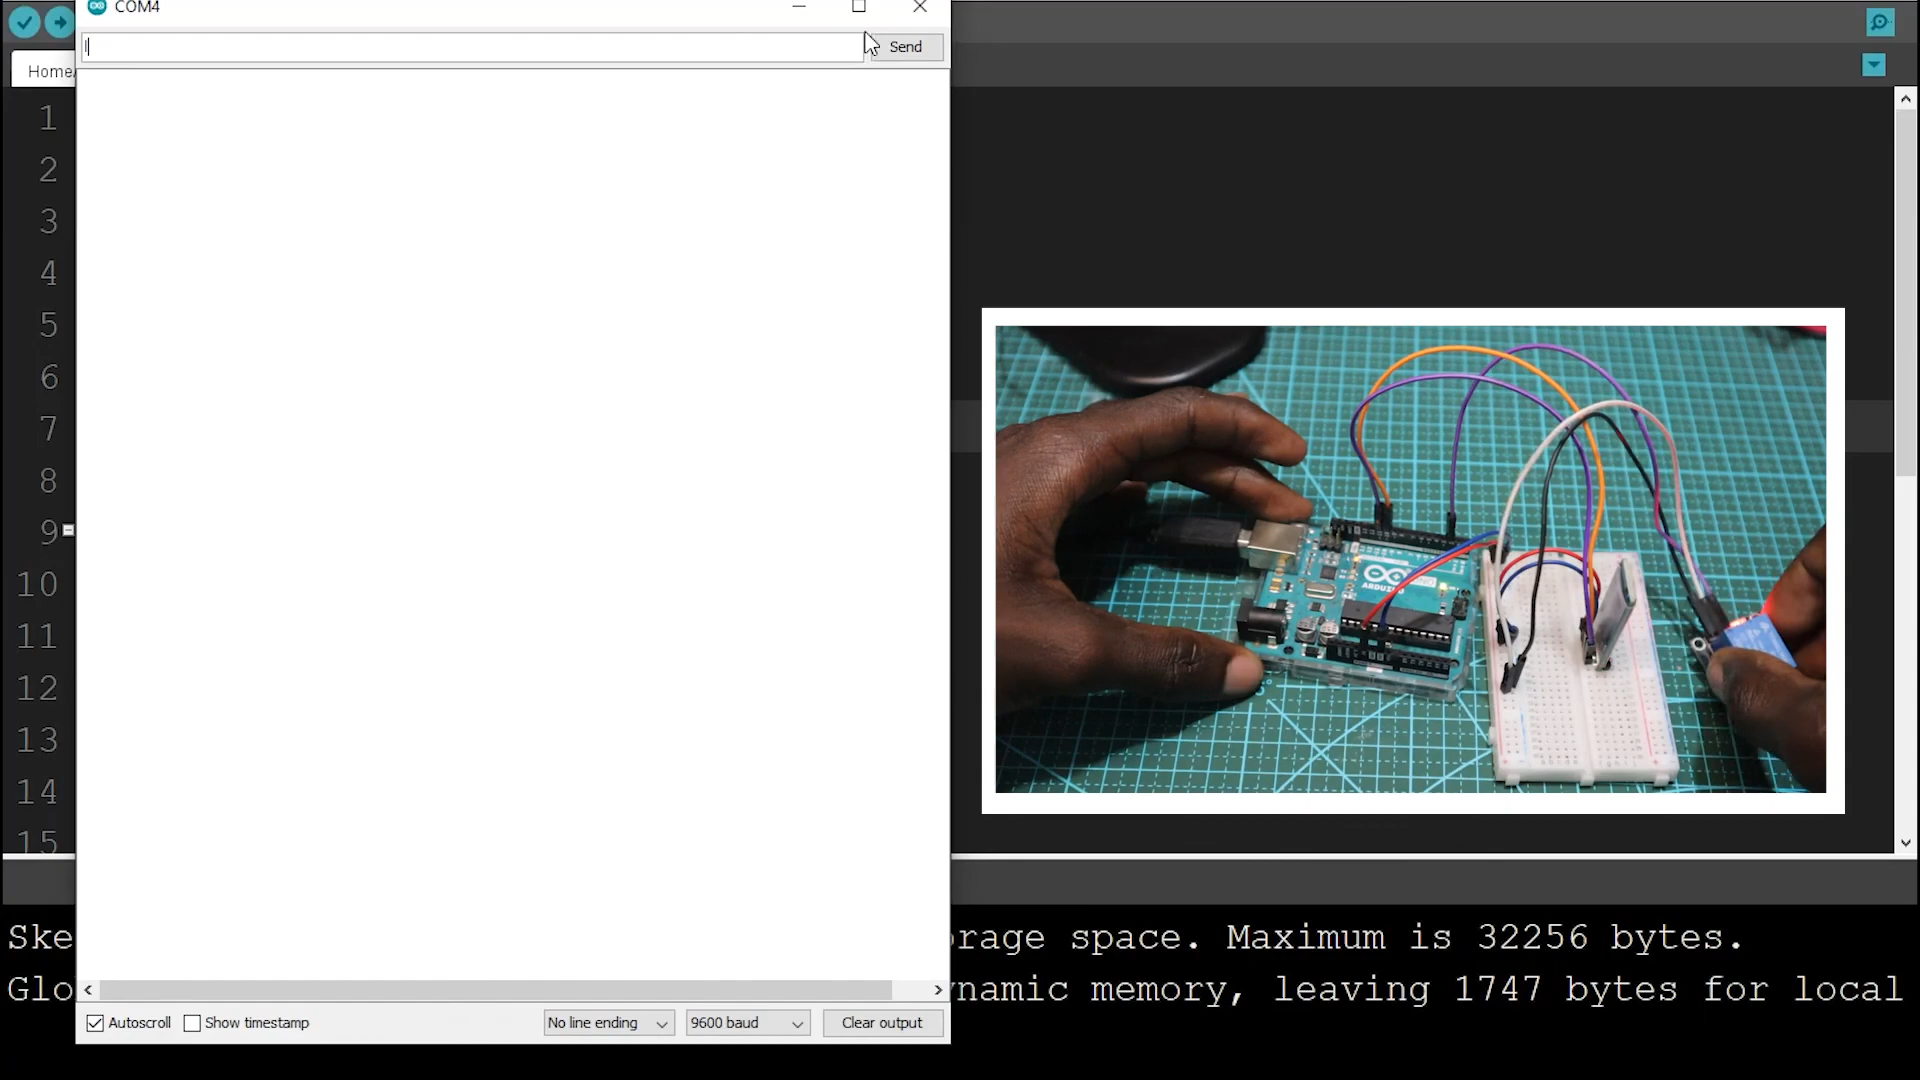 COM4
Send
Home
1
2
3
4
5
6
7
8
9
10
11
12
13
14
15
ARDUINO
Ske
orage space. Maximum is 32256 bytes.
Glo
namic memory, leaving 1747 bytes for local
Autoscroll
Show timestamp
No line ending
9600 baud
Clear output